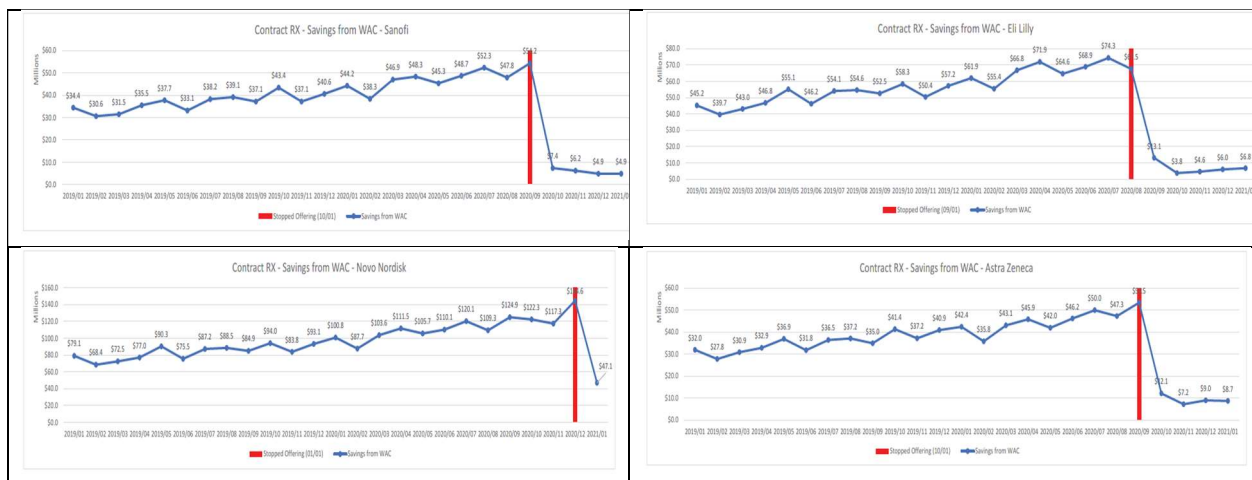 Contract RX - Savings from WAC - Sanofi
Millions
$60.0
$50.0
$40.0
$30.0
$20.0
$10.0
$0.0
$34.4 $30.6 $31.5 $35.5 $37.7 $33.1 $38.2 $39.1 $37.1 $43.4 $37.1 $40.6 $44.2 $38.3 $46.9 $48.3 $45.3 $48.7 $52.3 $47.8 $7.4 $6.2 $4.9 $4.9
2019/01 2019/02 2019/03 2019/04 2019/05 2019/06 2019/07 2019/08 2019/09 2019/10 2019/11 2019/12 2020/01 2020/02 2020/03 2020/04 2020/05 2020/06 2020/07 2020/08 2020/09 2020/10 2020/11 2020/12 2021/0
Stopped Offering (10/01) Savings from WAC
Contract RX - Savings from WAC - Eli Lilly
Millions
$80.0
$70.0
$60.0
$50.0
$40.0
$30.0
$20.0
$10.0
$0.0
$45.2 $39.7 $43.0 $46.8 $55.1 $46.2 $54.1 $54.6 $52.5 $58.3 $50.4 $57.2 $61.9 $55.4 $66.8 $71.9 $64.6 $68.9 $74.3 $3.8 $4.6 $6.0 $6.8
2019/01 2019/02 2019/03 2019/04 2019/05 2019/06 2019/07 2019/08 2019/09 2019/10 2019/11 2019/12 2020/01 2020/02 2020/03 2020/04 2020/05 2020/06 2020/07 2020/08 2020/09 2020/10 2020/11 2020/12 2021/0
Stopped Offering (09/01) Savings from WAC
Contract RX - Savings from WAC - Novo Nordisk
Millions
$160.0
$140.0
$120.0
$100.0
$80.0
$60.0
$40.0
$20.0
$0.0
$79.1 $68.4 $72.5 $77.0 $90.3 $75.5 $87.2 $88.5 $84.9 $94.0 $83.8 $93.1 $100.8 $87.7 $103.6 $111.5 $105.7 $110.1 $120.1 $109.3 $124.9 $122.3 $117.3 $47.1
2019/01 2019/02 2019/03 2019/04 2019/05 2019/06 2019/07 2019/08 2019/09 2019/10 2019/11 2019/12 2020/01 2020/02 2020/03 2020/04 2020/05 2020/06 2020/07 2020/08 2020/09 2020/10 2020/11 2020/12 2021/01
Stopped Offering (01/01) Savings from WAC
Contract RX - Savings from WAC - Astra Zeneca
Millions
$60.0
$50.0
$40.0
$30.0
$20.0
$10.0
$0.0
$32.0 $27.8 $30.9 $32.9 $36.9 $31.8 $36.5 $37.2 $35.0 $41.4 $37.2 $40.9 $42.4 $35.8 $43.1 $45.9 $42.0 $46.2 $50.0 $47.3 $7.2 $9.0 $8.7
2019/01 2019/02 2019/03 2019/04 2019/05 2019/06 2019/07 2019/08 2019/09 2019/10 2019/11 2019/12 2020/01 2020/02 2020/03 2020/04 2020/05 2020/06 2020/07 2020/08 2020/09 2020/10 2020/11 2020/12 2021/01
Stopped Offering (10/01) Savings from WAC